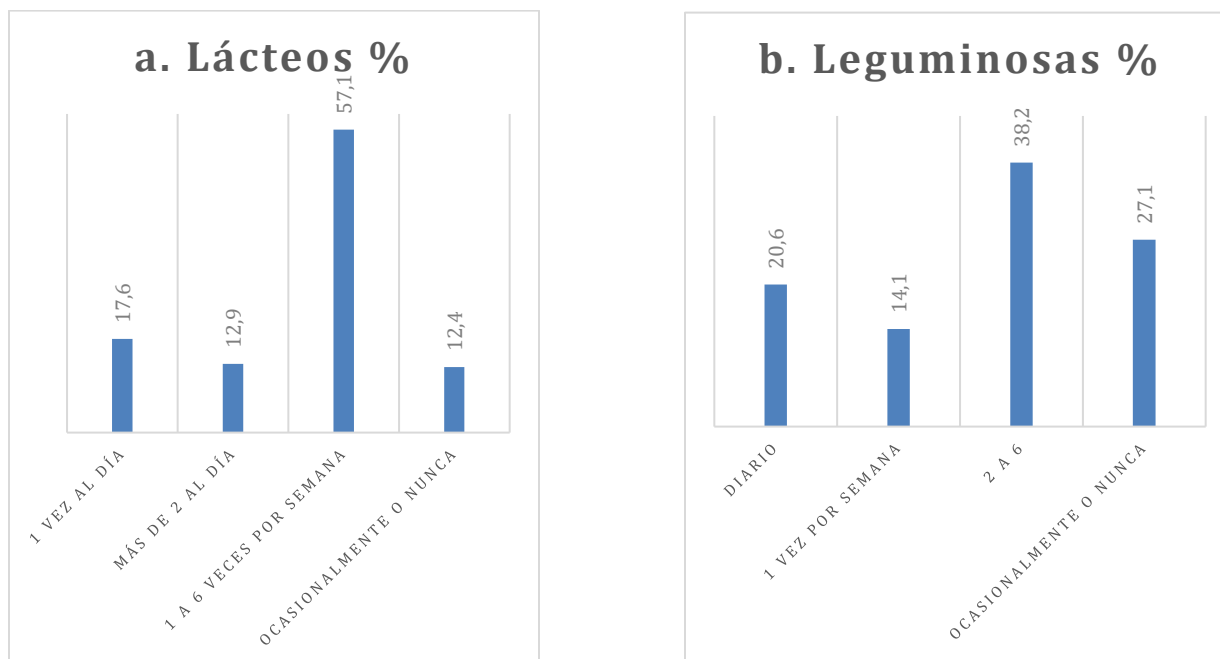 a. Lácteos %
17,6
12,9
57,1
12,4
1 VEZ AL DÍA
MÁS DE 2 AL DÍA
1 A 6 VECES POR SEMANA
OCASIONALMENTE O NUNCA
b. Leguminosas %
20,6
14,1
38,2
27,1
DIARIO
1 VEZ POR SEMANA
2 A 6
OCASIONALMENTE O NUNCA